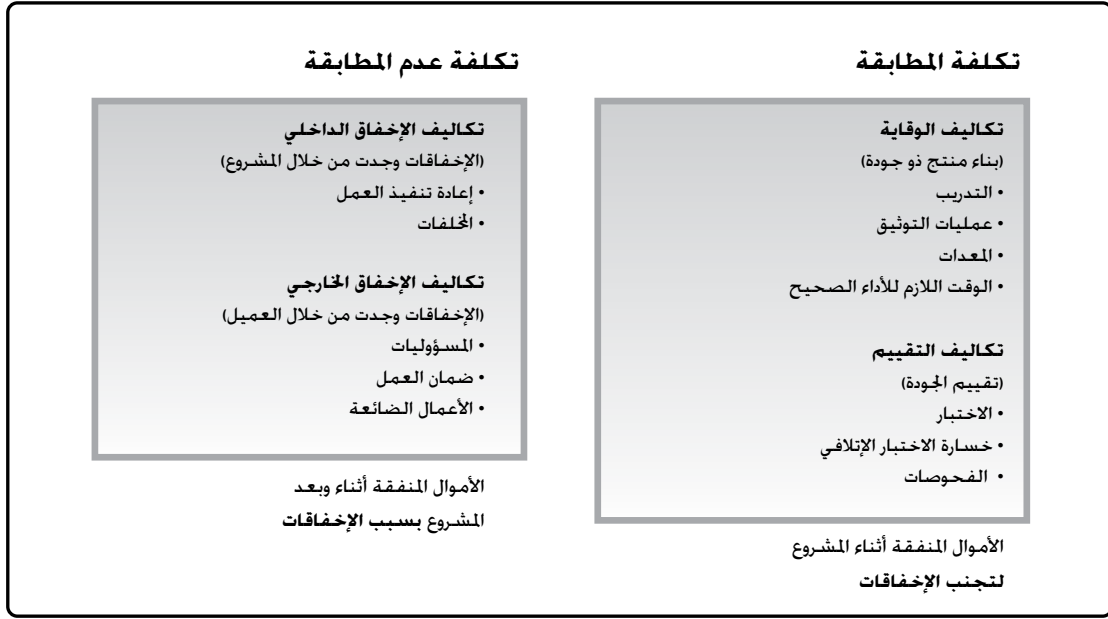 تكلفة المطابقة
تكاليف الوقاية
(بناء منتج ذو جودة)
• التدريب
• عمليات التوثيق
• المعدات
• الوقت اللازم للأداء الصحيح
تكاليف التقييم
(تقييم الجودة)
• الاختبار
• خسارة الاختبار الإتلافي
• الفحوصات
الأموال المنفقة أثناء المشروع
لتجنب الإخفاقات
تكلفة عدم المطابقة
تكاليف الإخفاق الداخلي
(الإخفاقات وجدت من خلال المشروع)
• إعادة تنفيذ العمل
• المخلفات
تكاليف الإخفاق الخارجي
(الإخفاقات وجدت من خلال العميل)
• المسؤوليات
• ضمان العمل
• الأعمال الضائعة
الأموال المنفقة أثناء وبعد
المشروع بسبب الإخفاقات